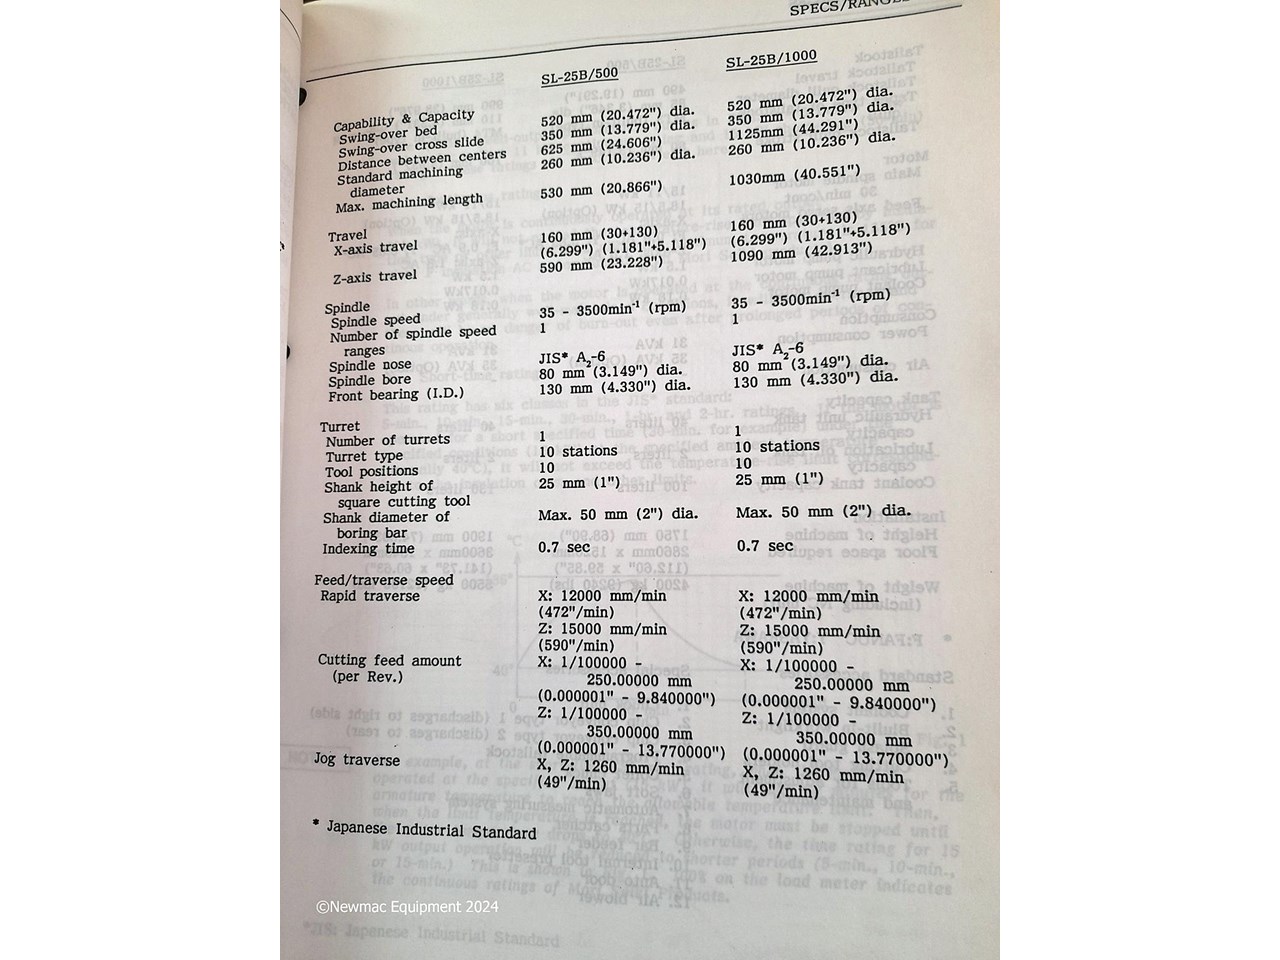 SPECS/RANGES
SL-25B/500 SL-25B/1000
Capability & Capacity
Swing-over bed 520 mm (20.472") dia. 520 mm (20.472") dia.
Swing-over cross slide 350 mm (13.779") dia. 350 mm (13.779") dia.
Distance between centers 625 mm (24.606") 1125mm (44.291")
Standard machining 260 mm (10.236") dia. 260 mm (10.236") dia.
diameter
Max. machining length 530 mm (20.866") 1030mm (40.551")
Travel
X-axis travel 160 mm (30+130) 160 mm (30+130)
(6.299") (1.181"+5.118") (6.299") (1.181"+5.118")
Z-axis travel 590 mm (23.228") 1090 mm (42.913")
Spindle
Spindle speed 35 - 3500min⁻¹ (rpm) 35 - 3500min⁻¹ (rpm)
Number of spindle speed 1 1
ranges
Spindle nose JIS* A₂-6 JIS* A₂-6
Spindle bore 80 mm (3.149") dia. 80 mm (3.149") dia.
Front bearing (I.D.) 130 mm (4.330") dia. 130 mm (4.330") dia.
Turret
Number of turrets 1 1
Turret type 10 stations 10 stations
Tool positions 10 10
Shank height of 25 mm (1") 25 mm (1")
square cutting tool
Shank diameter of Max. 50 mm (2") dia. Max. 50 mm (2") dia.
boring bar
Indexing time 0.7 sec 0.7 sec
Feed/traverse speed
Rapid traverse X: 12000 mm/min X: 12000 mm/min
(472"/min) (472"/min)
Z: 15000 mm/min Z: 15000 mm/min
(590"/min) (590"/min)
Cutting feed amount X: 1/100000 - X: 1/100000 -
(per Rev.) 250.00000 mm 250.00000 mm
(0.000001" - 9.840000") (0.000001" - 9.840000")
Z: 1/100000 - Z: 1/100000 -
350.00000 mm 350.00000 mm
(0.000001" - 13.770000") (0.000001" - 13.770000")
Jog traverse X, Z: 1260 mm/min X, Z: 1260 mm/min
(49"/min) (49"/min)
* Japanese Industrial Standard
©Newmac Equipment 2024